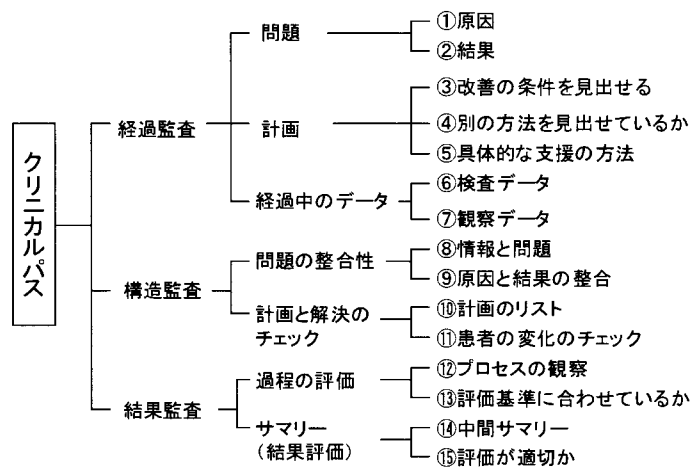 クリニカルパス
経過監査
問題
①原因
②結果
計画
③改善の条件を見出せる
④別の方法を見出せているか
⑤具体的な支援の方法
経過中のデータ
⑥検査データ
⑦観察データ
構造監査
問題の整合性
⑧情報と問題
⑨原因と結果の整合
計画と解決の
チェック
⑩計画のリスト
⑪患者の変化のチェック
結果監査
過程の評価
⑫プロセスの観察
⑬評価基準に合わせているか
サマリー
（結果評価）
⑭中間サマリー
⑮評価が適切か